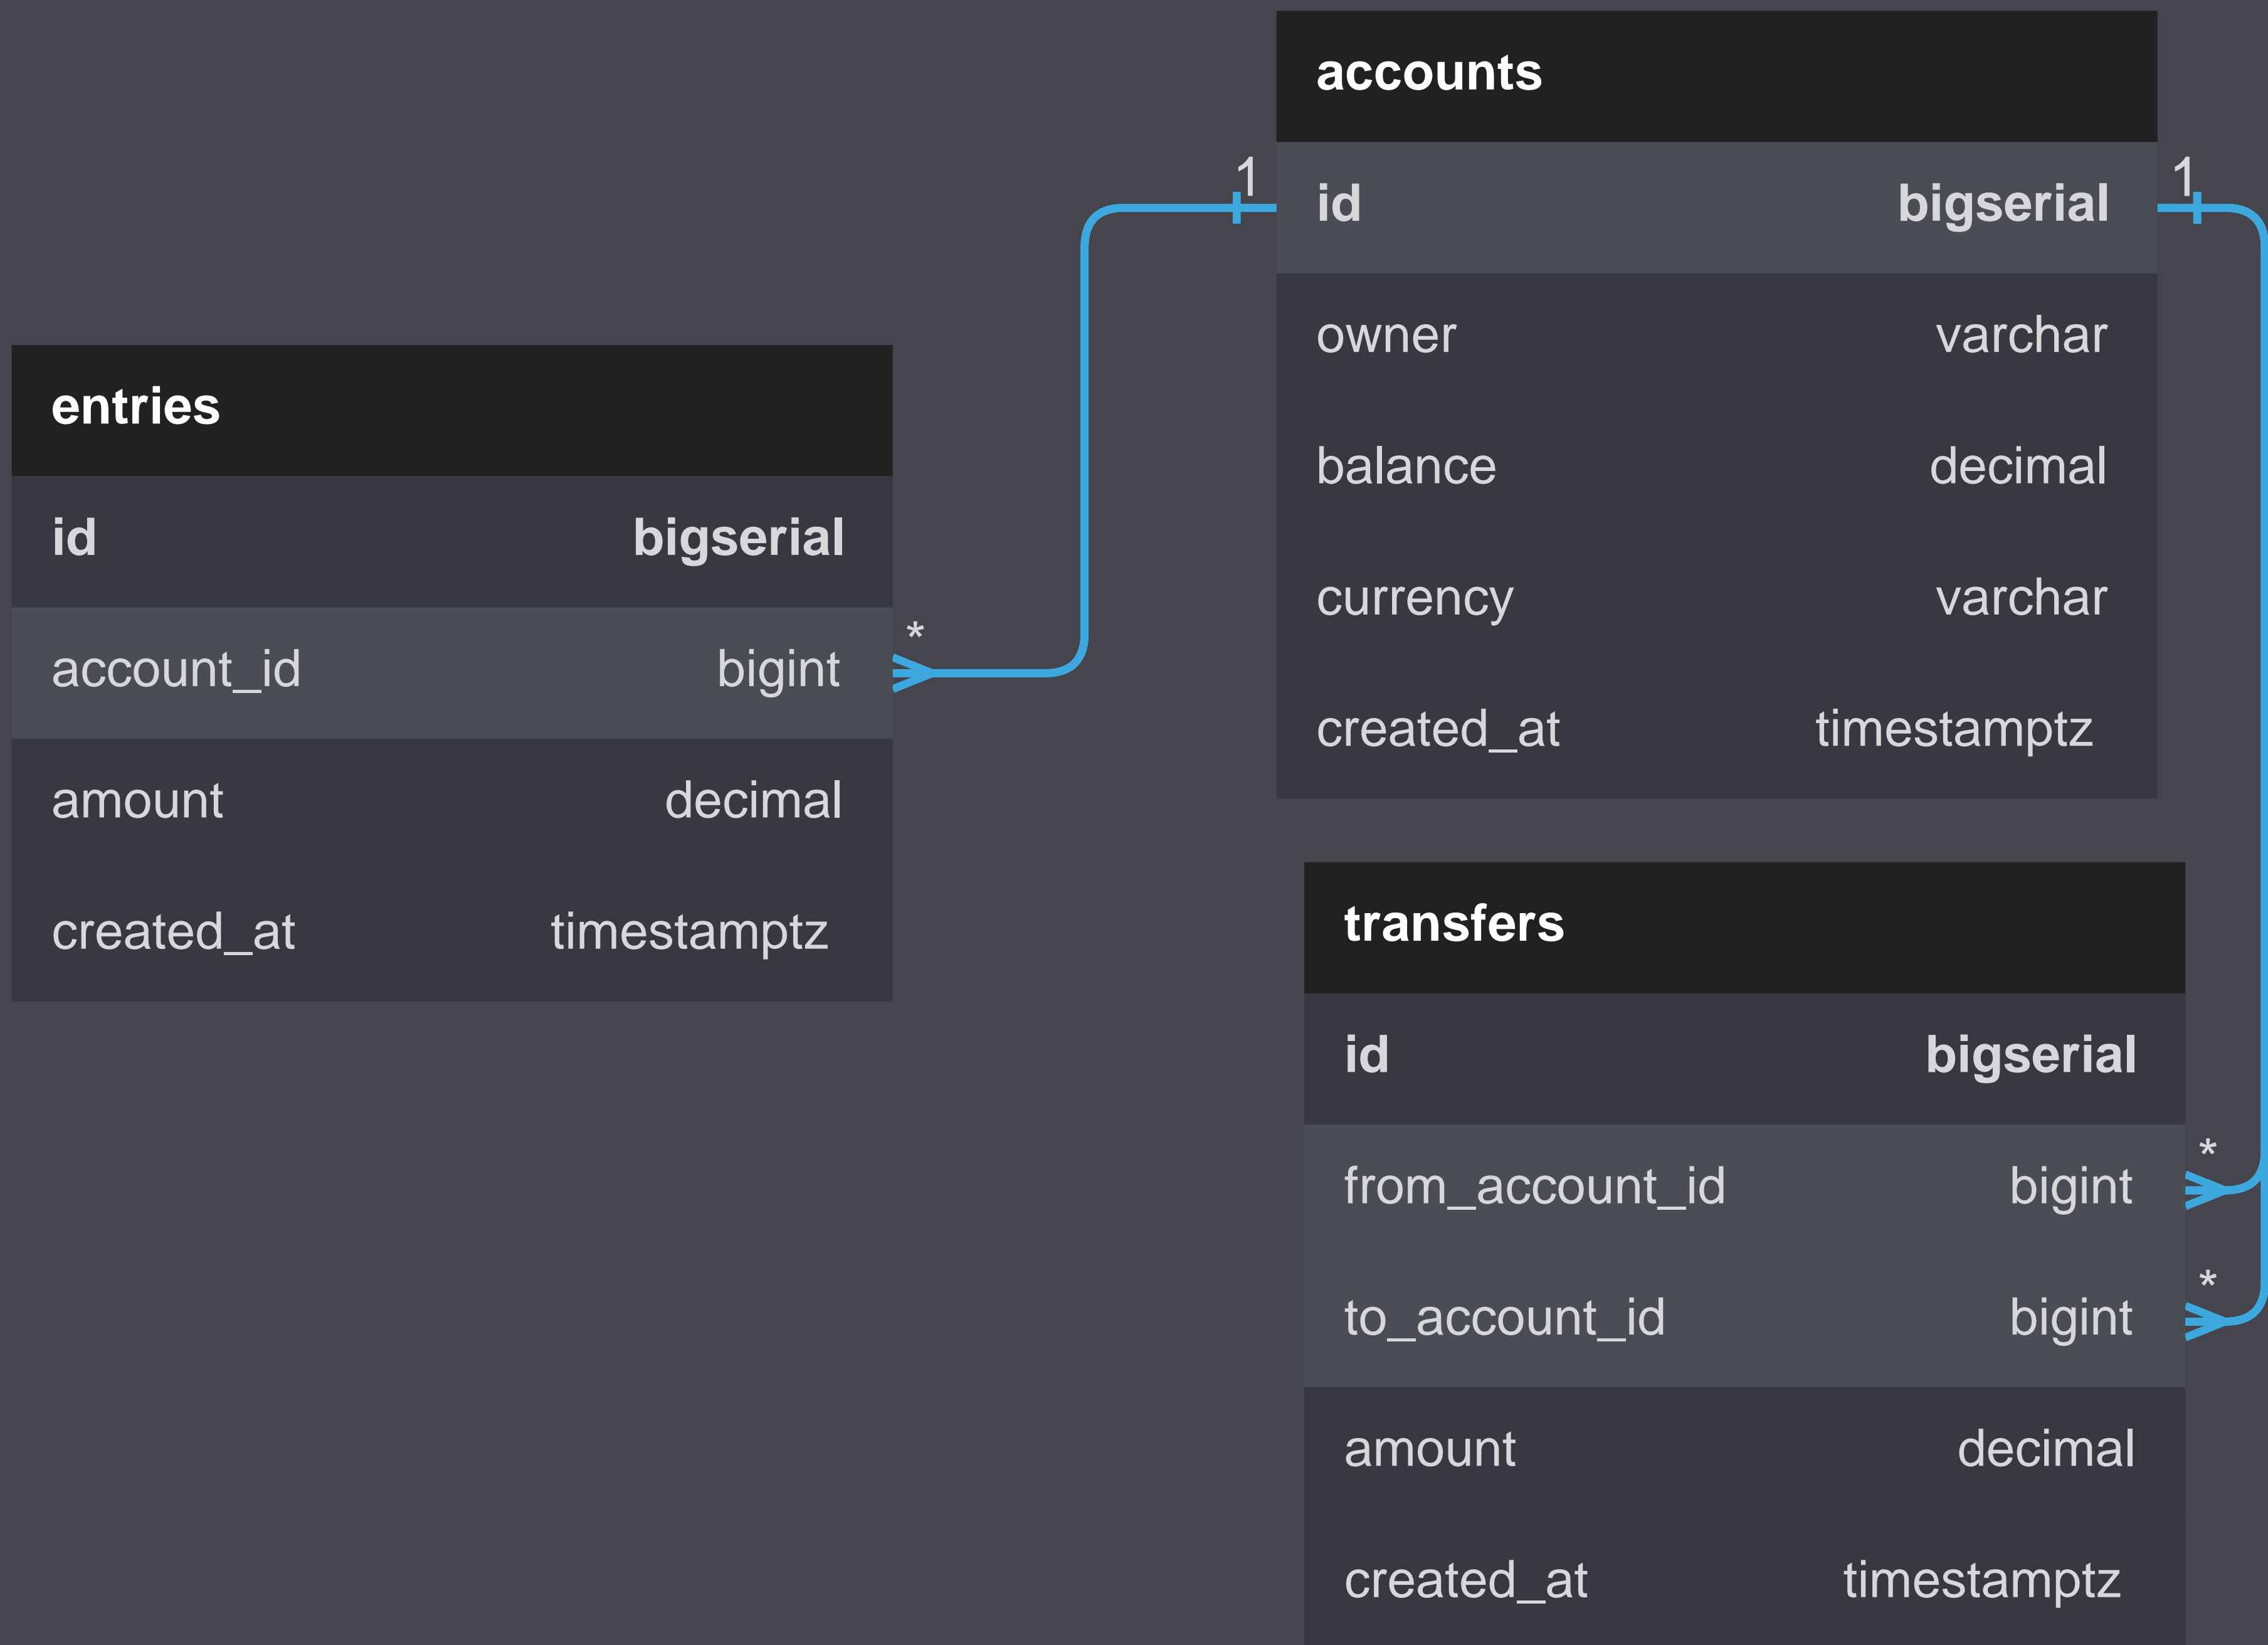 accounts
1
id bigserial
1
owner varchar
balance decimal
currency varchar
created_at timestamptz
entries
id bigserial
account_id bigint
*
amount decimal
created_at timestamptz
transfers
id bigserial
from_account_id bigint
*
to_account_id bigint
*
amount decimal
created_at timestamptz